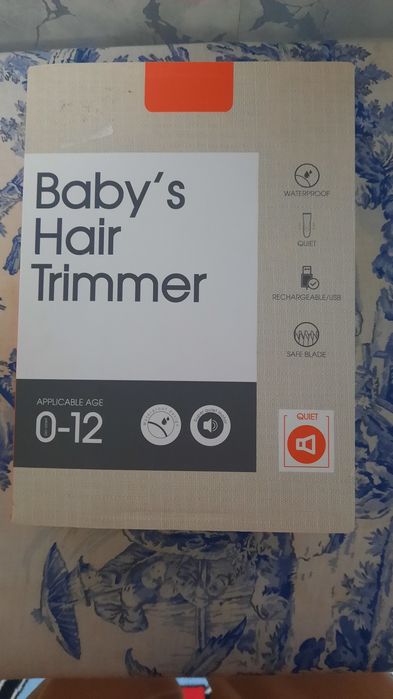 Baby's
Hair
Trimmer
WATERPROOF
QUIET
RECHARGEABLE/USB
SAFE BLADE
APPLICABLE AGE
0-12
QUIET